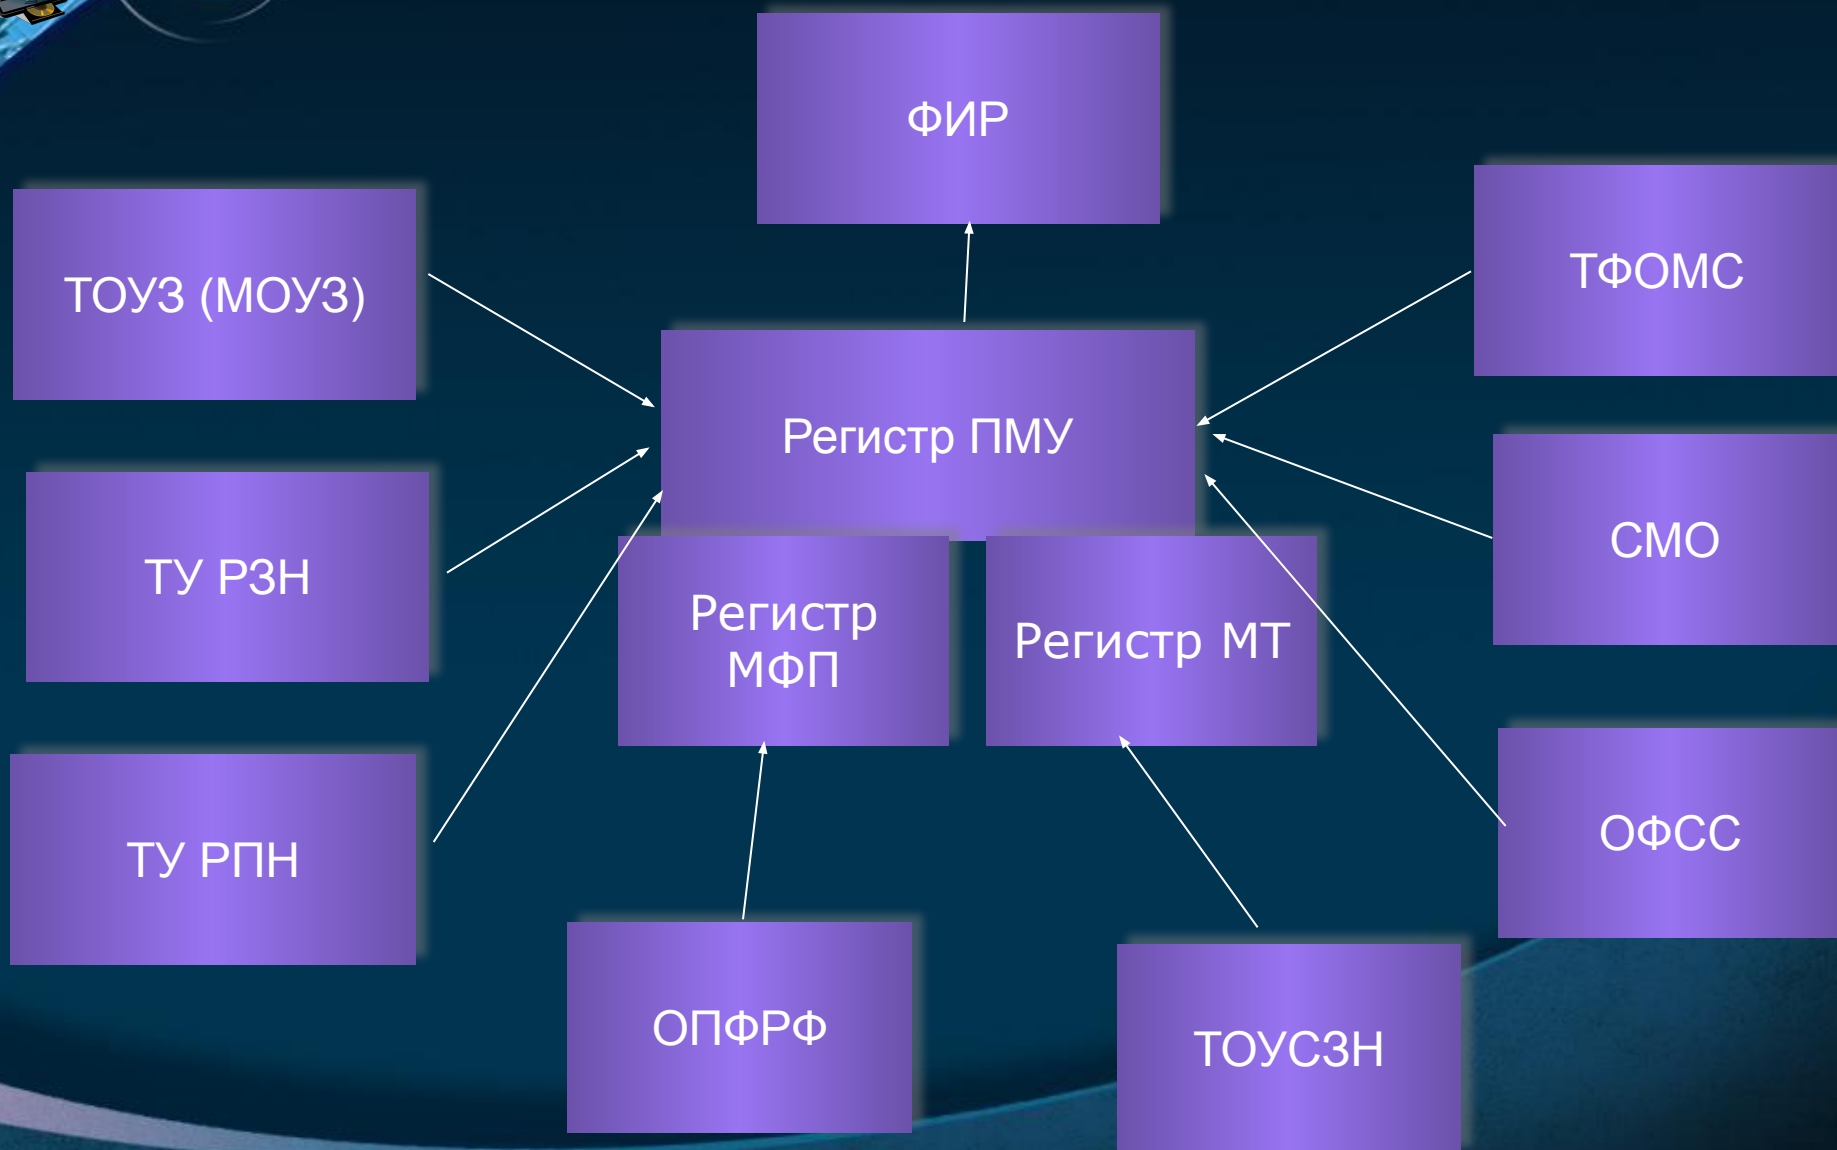 ФИР
ТОУЗ (МОУЗ)
ТФОМС
Регистр ПМУ
СМО
ТУ РЗН
Регистр
МФП
Регистр МТ
ТУ РПН
ОФСС
ОПФРФ
ТОУСЗН